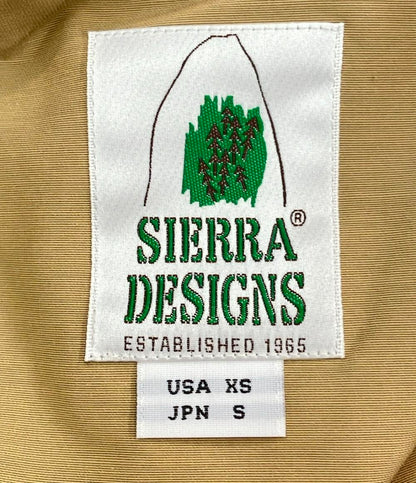 SIERRA®
DESIGNS
ESTABLISHED 1965
USA XS
JPN S